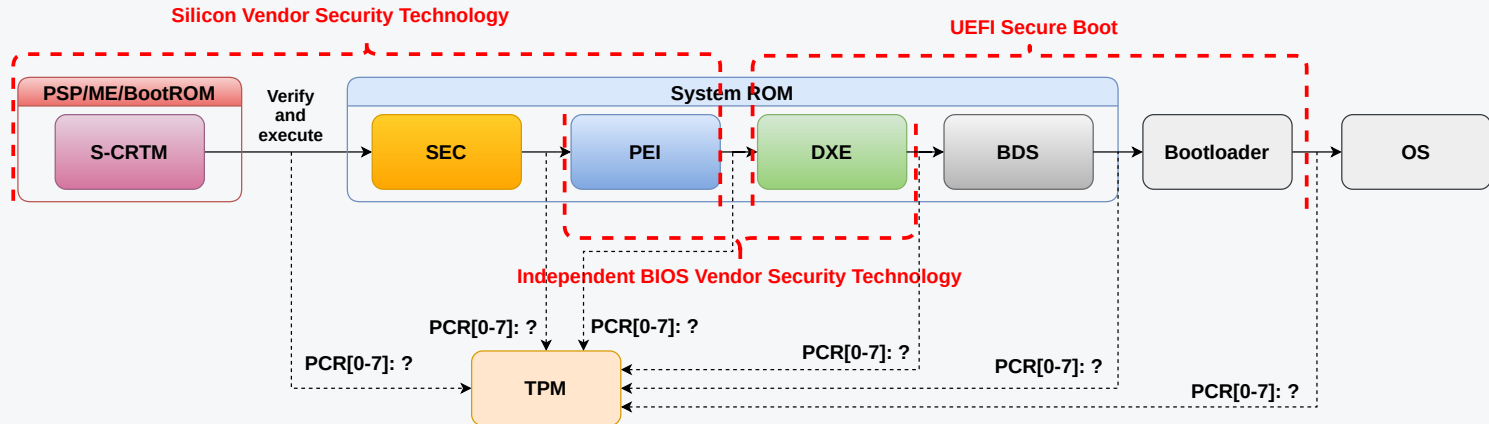 Silicon Vendor Security Technology
UEFI Secure Boot
PSP/ME/BootROM
System ROM
Verify
and
execute
S-CRTM
SEC
PEI
DXE
BDS
Bootloader
OS
Independent BIOS Vendor Security Technology
PCR[0-7]: ?
PCR[0-7]: ?
PCR[0-7]: ?
PCR[0-7]: ?
PCR[0-7]: ?
PCR[0-7]: ?
TPM